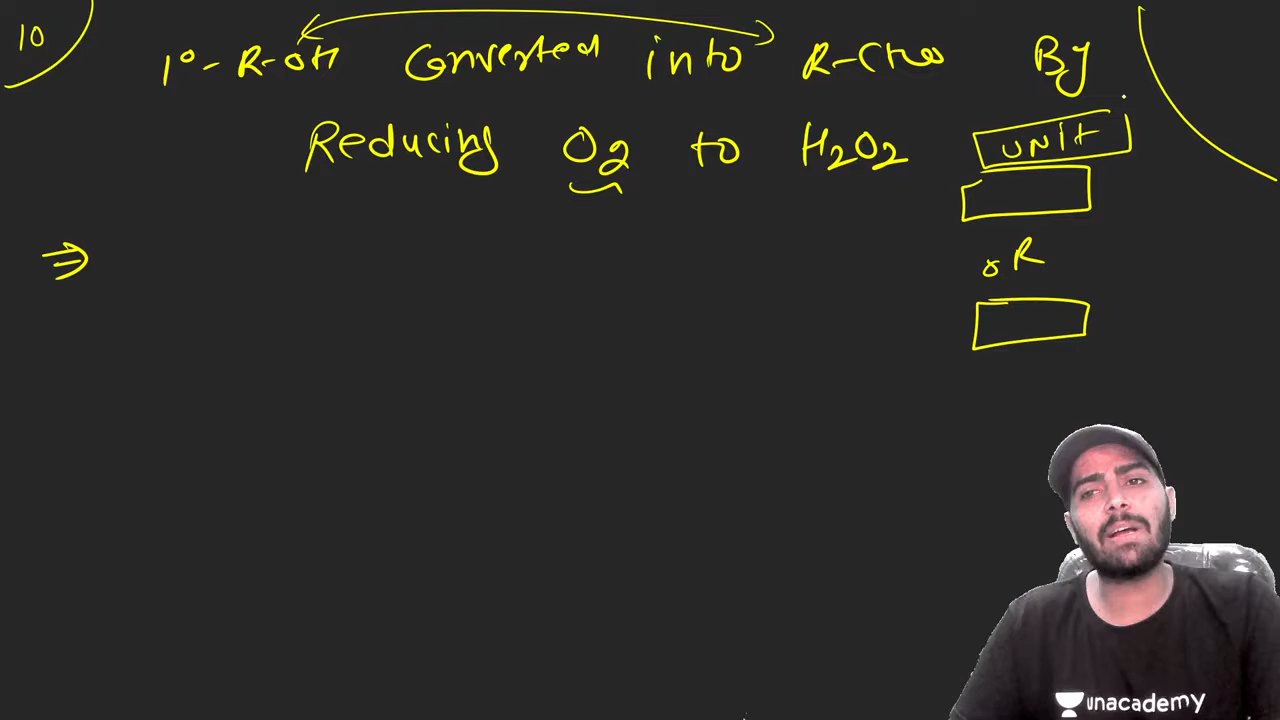 10
1° - R-OH Converted into R-CHO By
Reducing O2 to H2O2 UNIT
OR
unacademy